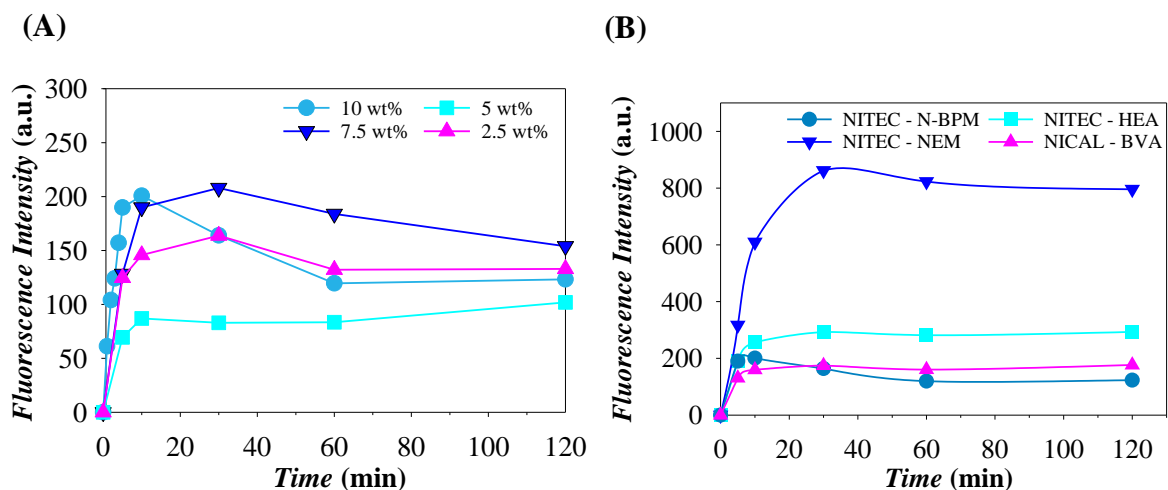 (A)
Fluorescence Intensity (a.u.)
300
250
200
150
100
50
0
10 wt% 5 wt%
7.5 wt% 2.5 wt%
0 20 40 60 80 100 120
Time (min)
(B)
Fluorescence Intensity (a.u.)
1000
800
600
400
200
0
NITEC - N-BPM NITEC - HEA
NITEC - NEM NICAL - BVA
0 20 40 60 80 100 120
Time (min)